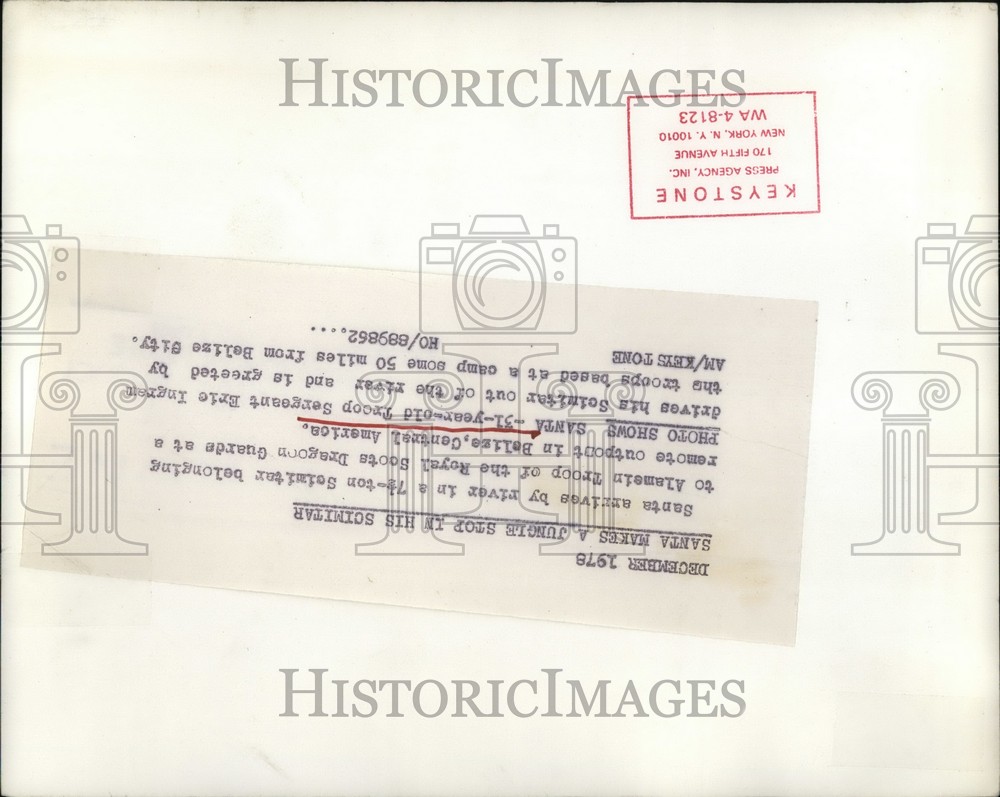 HISTORICIMAGES
KEYSTONE
PRESS AGENCY, INC.
170 FIFTH AVENUE
NEW YORK, N. Y. 10010
WA 4-8123
DECEMBER 1978
SANTA MAKES A JUNGLE STOP IN HIS SCIMITAR
Santa arrives by river in a 7½-ton Scimitar belonging
to Alamein Troop of the Royal Scots Dragoon Guards at a
remote outpout in Belize,Central America.
PHOTO SHOWS SANTA -31-year-old Troop Sergeant Eric Ingram
drives his Scimitar out of the river and is greeted by
the troops based at a camp some 50 miles from Belize City.
AM/KEYSTONE HO/889862....
HISTORICIMAGES